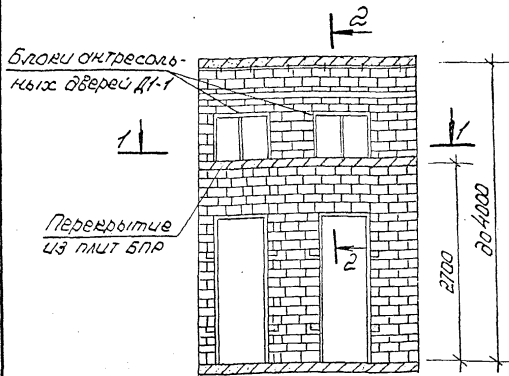 2
Блоки антресоль-
ных дверей Д1-1
1
1
Перекрытие
из плит БПР
2
2700
до 4000